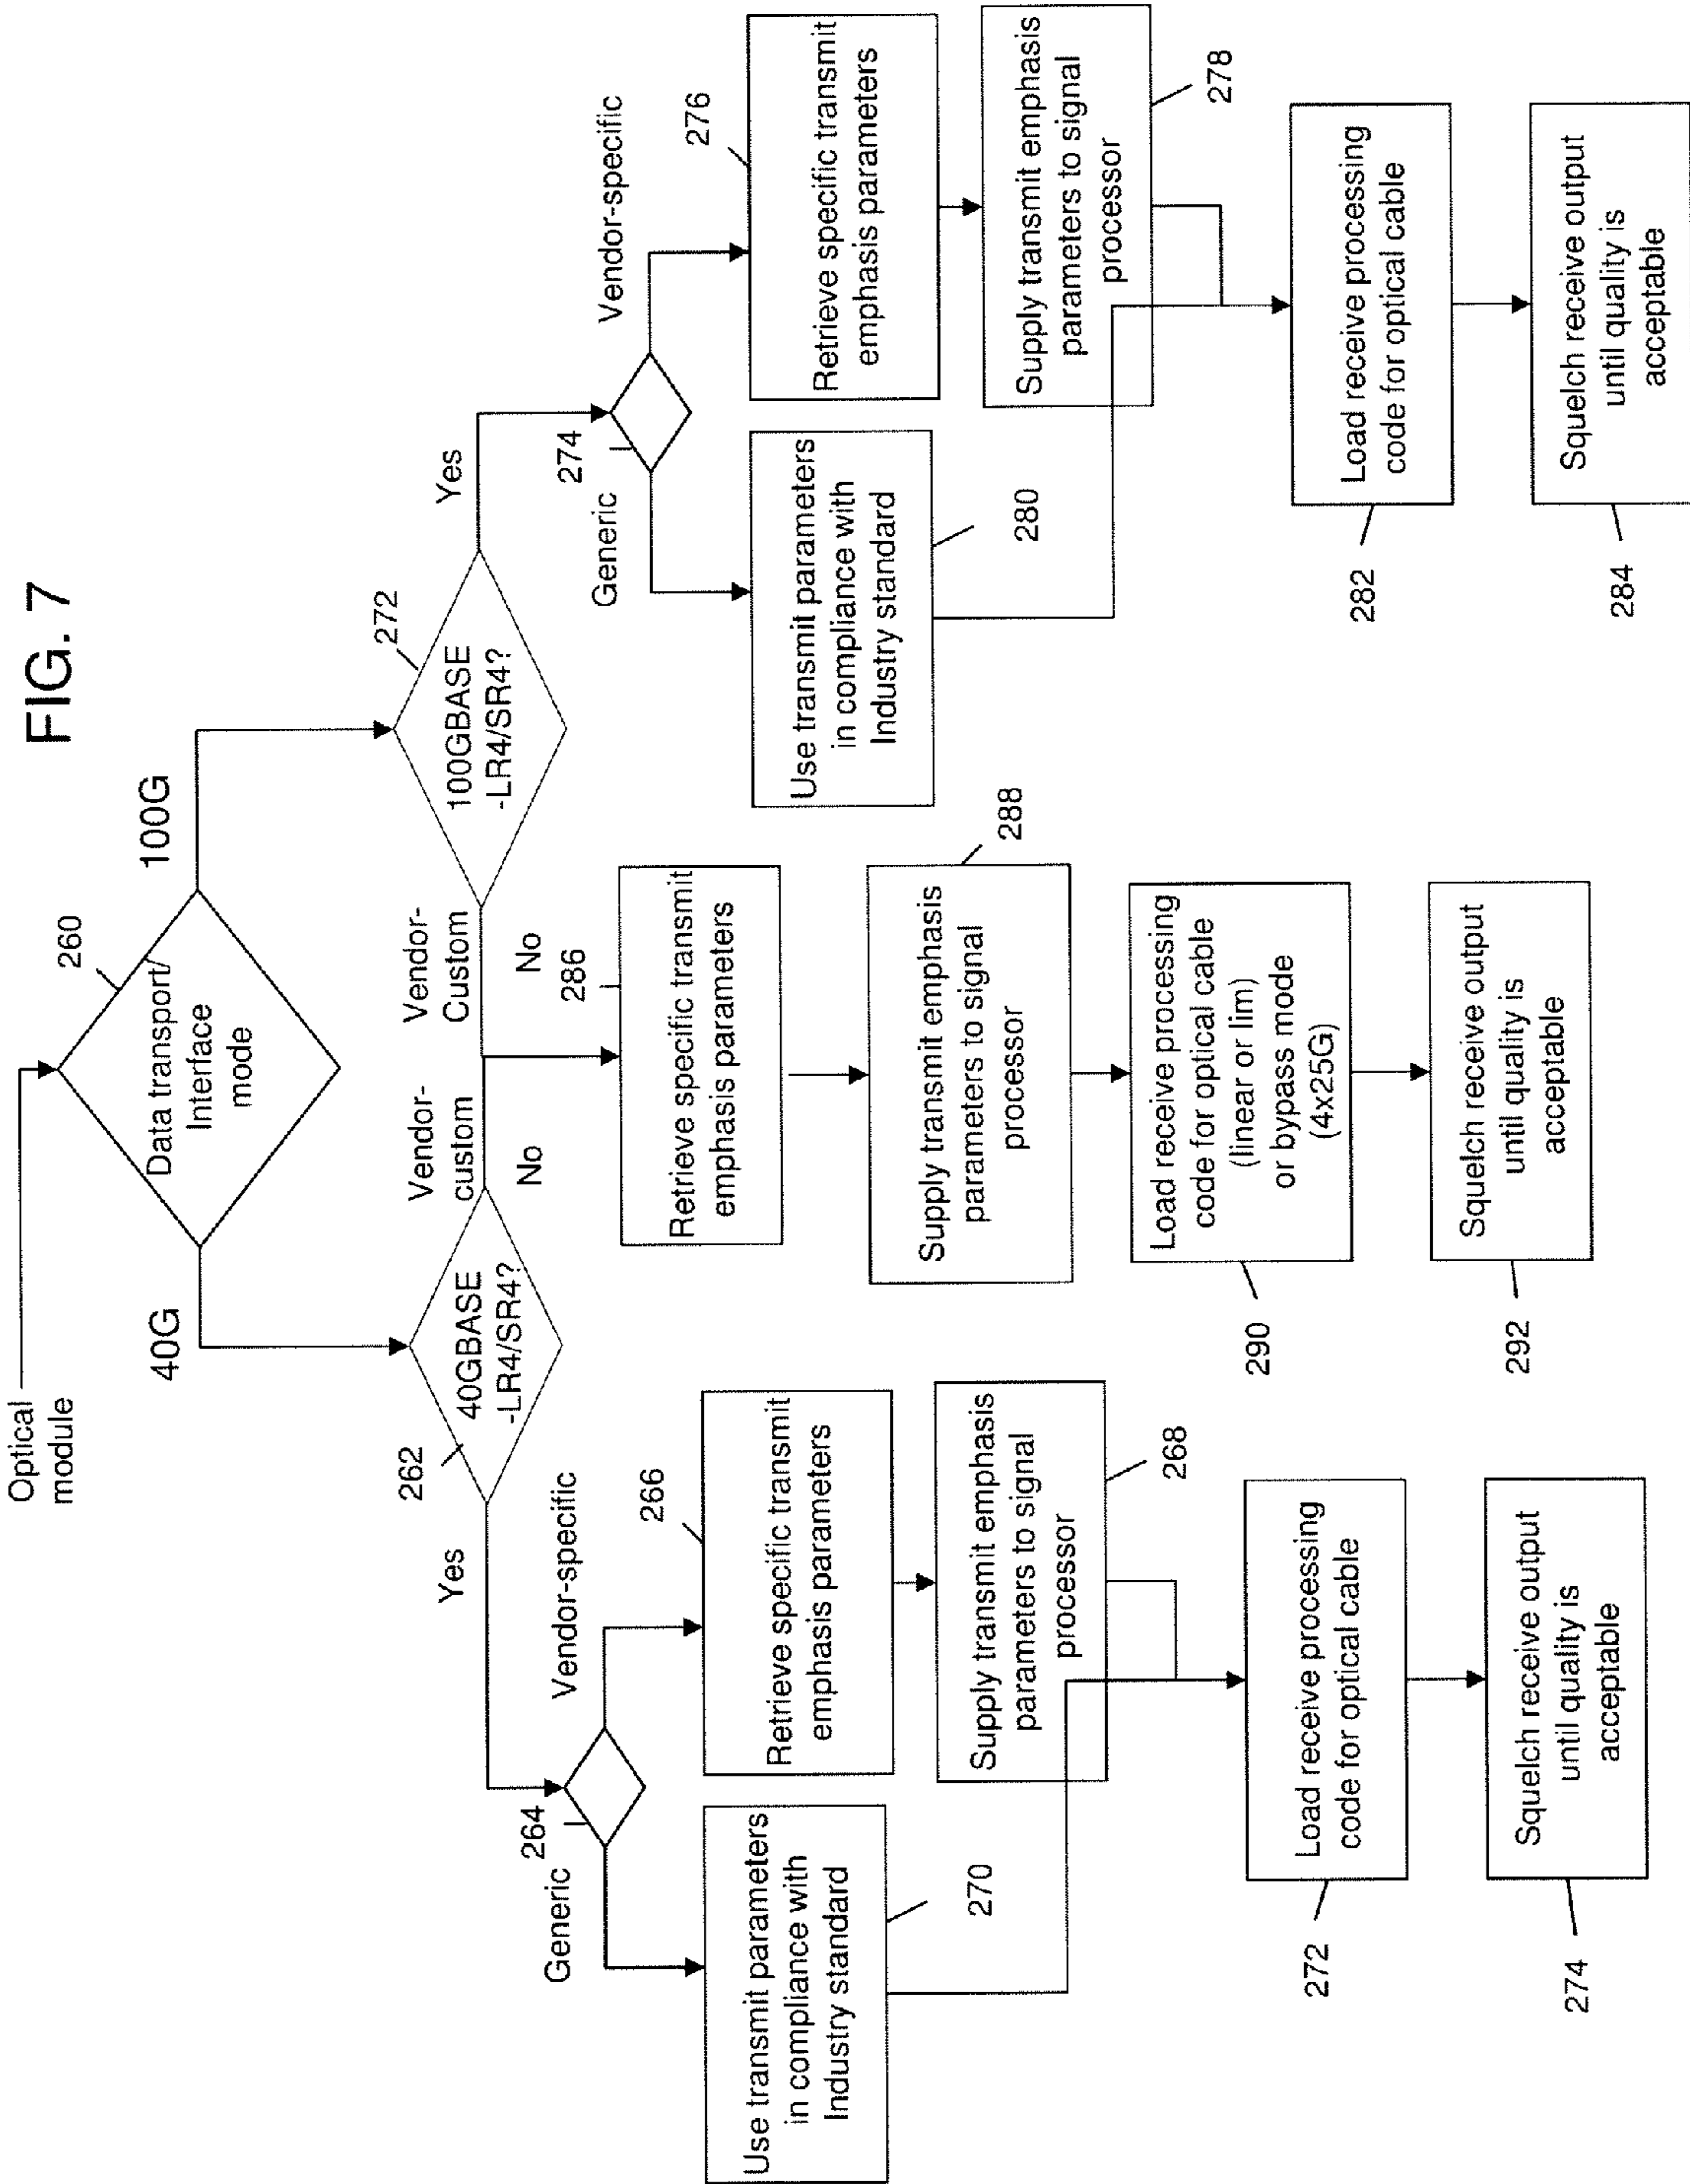 FIG. 7
Optical
module
260
Data transport/
Interface
mode
40G
100G
262
40GBASE
-LR4/SR4?
Yes
Vendor-
custom
No
Vendor-
Custom
No
272
100GBASE
-LR4/SR4?
Yes
264
Generic
Vendor-specific
Use transmit parameters
in compliance with
Industry standard
270
266
Retrieve specific transmit
emphasis parameters
Supply transmit emphasis
parameters to signal
processor
268
Load receive processing
code for optical cable
272
Squelch receive output
until quality is
acceptable
274
286
Retrieve specific transmit
emphasis parameters
288
Supply transmit emphasis
parameters to signal
processor
Load receive processing
code for optical cable
(linear or lim)
or bypass mode
(4x25G)
290
Squelch receive output
until quality is
acceptable
292
274
Generic
Vendor-specific
Use transmit parameters
in compliance with
Industry standard
280
276
Retrieve specific transmit
emphasis parameters
Supply transmit emphasis
parameters to signal
processor
278
Load receive processing
code for optical cable
282
Squelch receive output
until quality is
acceptable
284